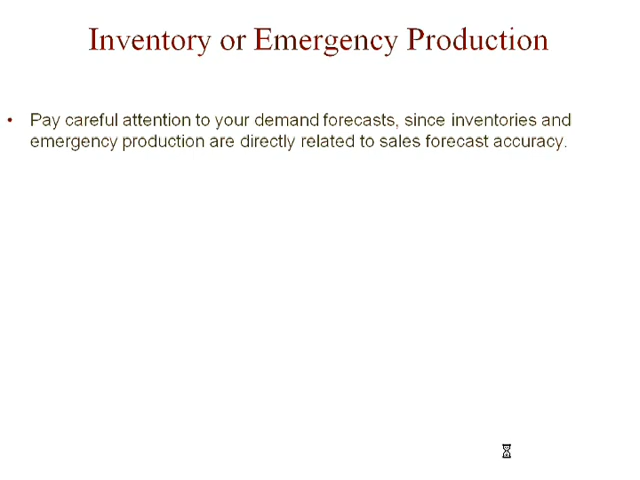 Inventory or Emergency Production
• Pay careful attention to your demand forecasts, since inventories and
emergency production are directly related to sales forecast accuracy.